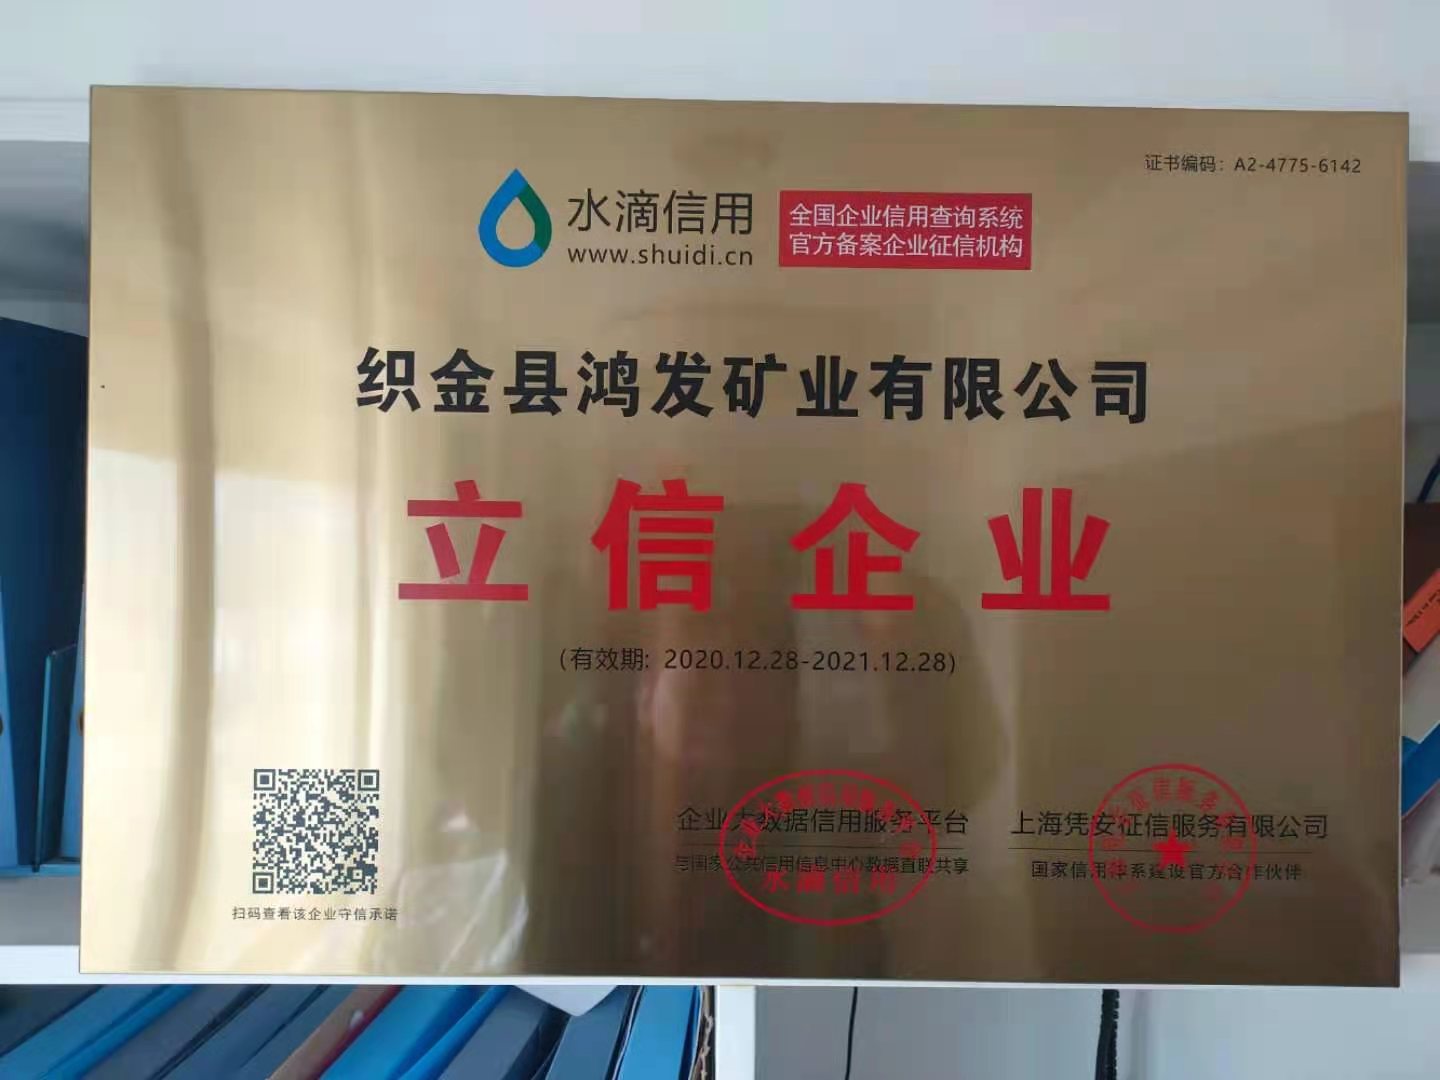 证书编码：A2-4775-6142
水滴信用
www.shuidi.cn
全国企业信用查询系统
官方备案企业征信机构
织金县鸿发矿业有限公司
立信企业
（有效期: 2020.12.28-2021.12.28）
扫码查看该企业守信承诺
企业大数据信用服务平台
与国家公共信用信息中心数据直联共享
水滴信用
上海凭安征信服务有限公司
国家信用体系建设官方合作伙伴